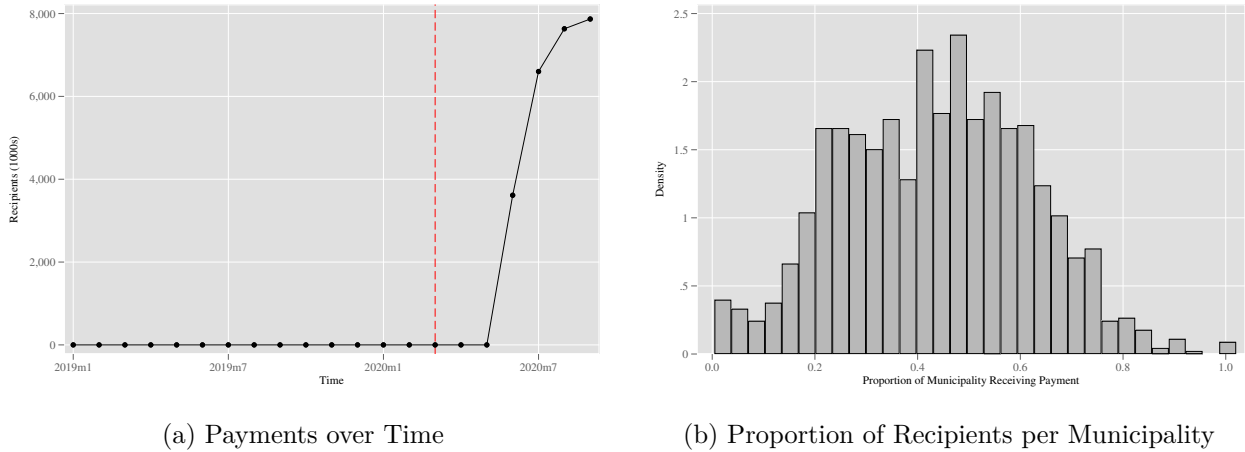 8,000
6,000
4,000
2,000
0
Recipients (1000s)
2019m1 2019m7 2020m1 2020m7
Time
(a) Payments over Time
2.5
2
1.5
1
.5
0
Density
0.0 0.2 0.4 0.6 0.8 1.0
Proportion of Municipality Receiving Payment
(b) Proportion of Recipients per Municipality